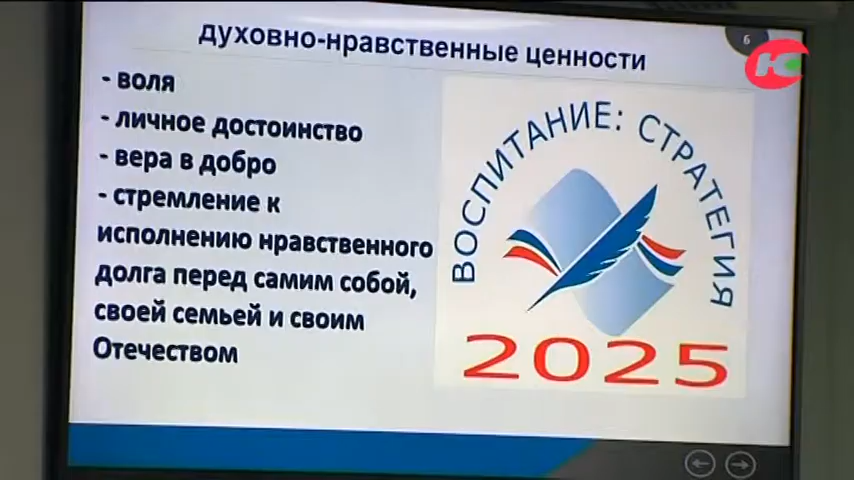 духовно-нравственные ценности
6
- воля
- личное достоинство
- вера в добро
- стремление к
исполнению нравственного
долга перед самим собой,
своей семьей и своим
Отечеством
ВОСПИТАНИЕ: СТРАТЕГИЯ
2025
Ю